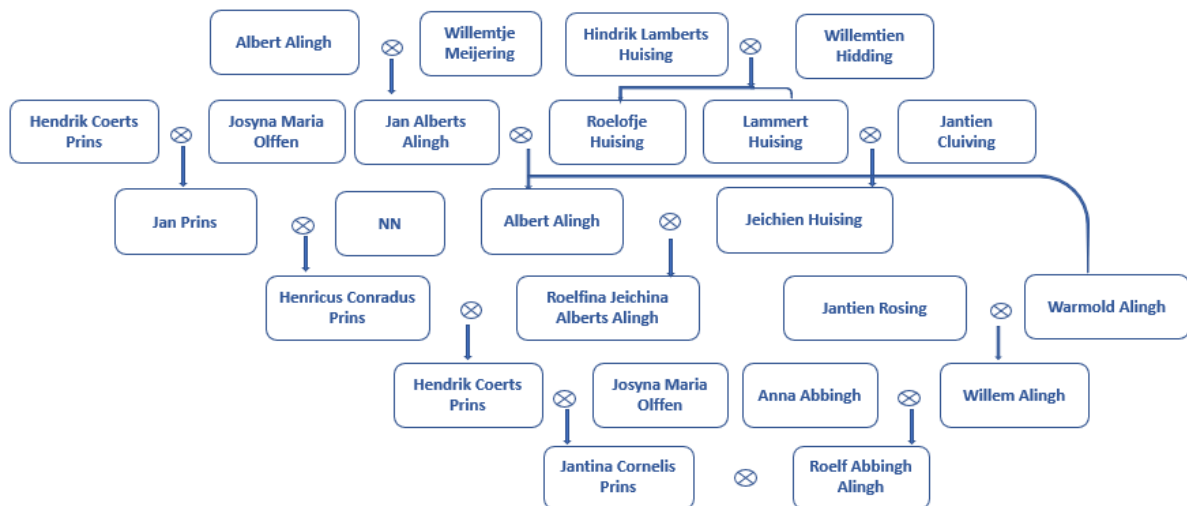 Albert Alingh
Willemtje
Meijering
Hindrik Lamberts
Huising
Willemtien
Hidding
Hendrik Coerts
Prins
Josyna Maria
Olffen
Jan Alberts
Alingh
Roelofje
Huising
Lammert
Huising
Jantien
Cluiving
Jan Prins
NN
Albert Alingh
Jeichien Huising
Henricus Conradus
Prins
Roelfina Jeichina
Alberts Alingh
Jantien Rosing
Warmold Alingh
Hendrik Coerts
Prins
Josyna Maria
Olffen
Anna Abbingh
Willem Alingh
Jantina Cornelis
Prins
Roelf Abbingh
Alingh